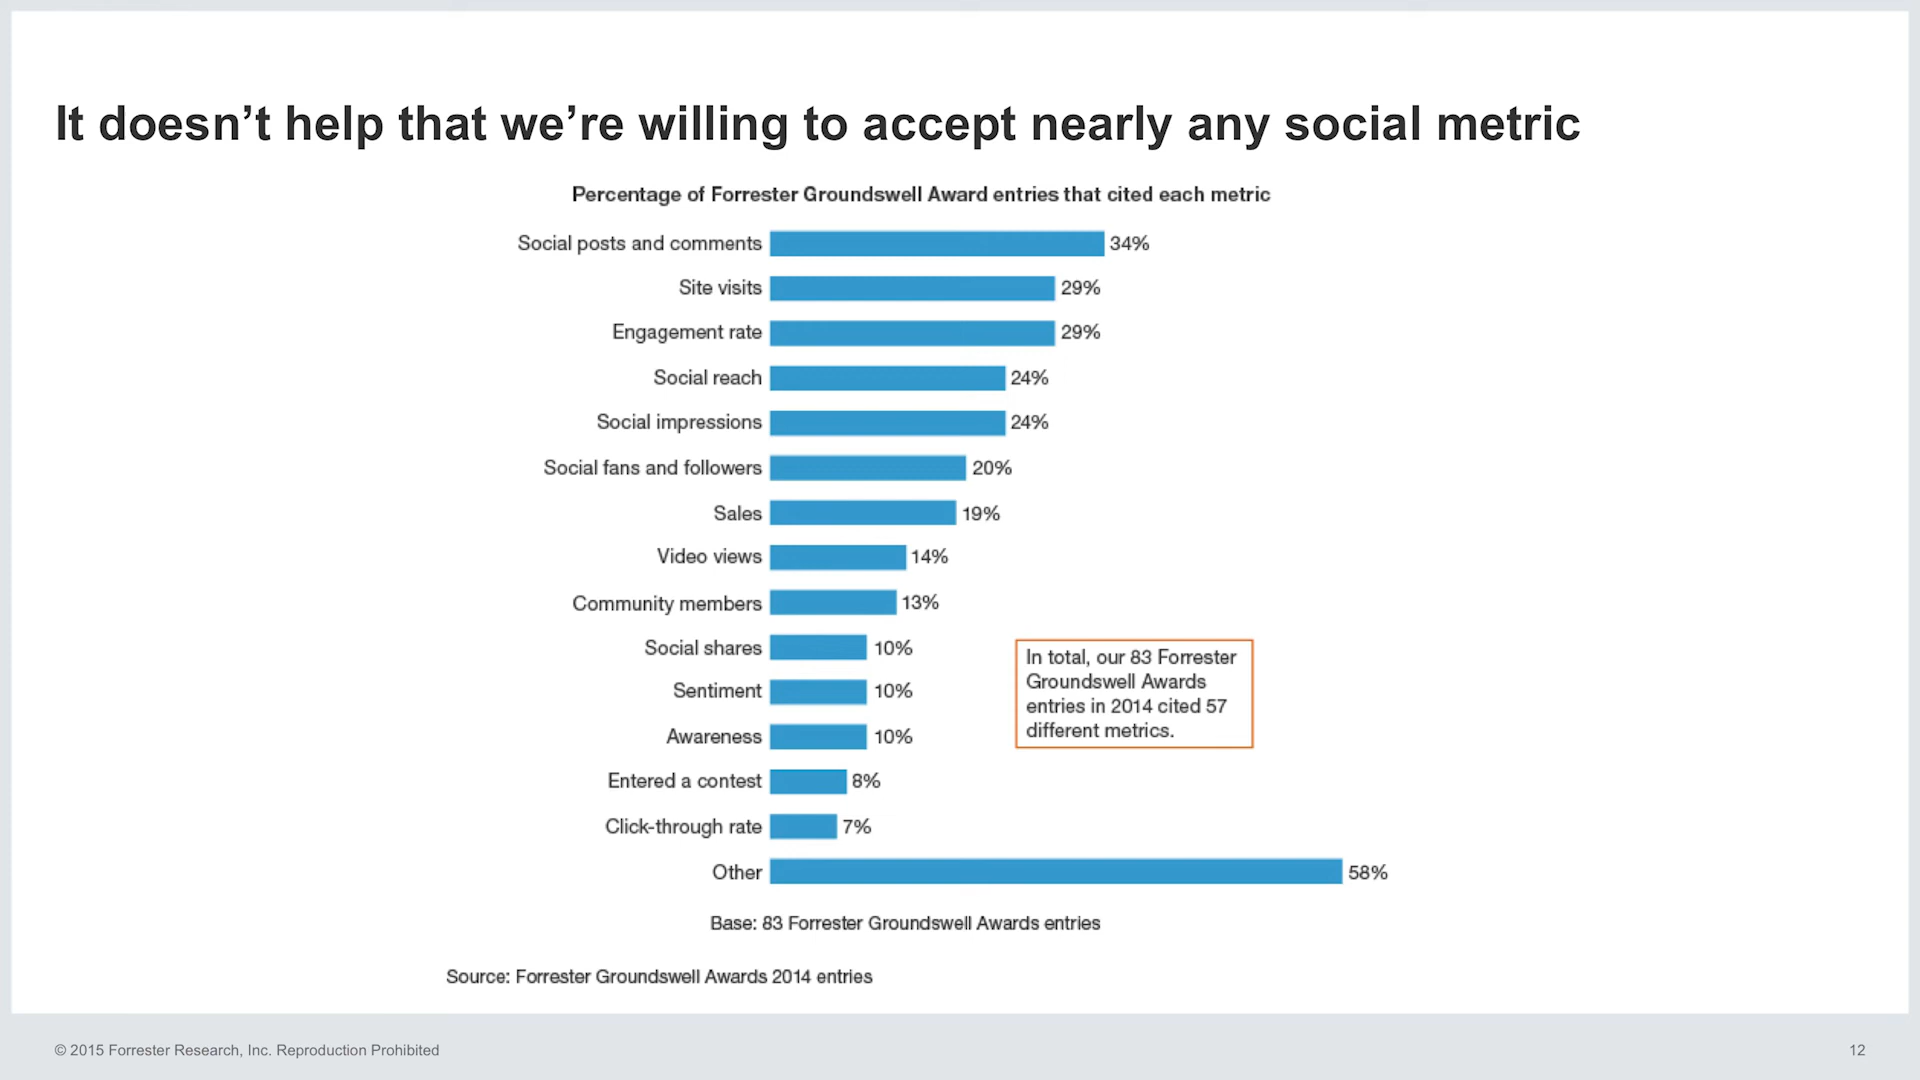 It doesn’t help that we’re willing to accept nearly any social metric
Percentage of Forrester Groundswell Award entries that cited each metric
Social posts and comments 34%
Site visits 29%
Engagement rate 29%
Social reach 24%
Social impressions 24%
Social fans and followers 20%
Sales 19%
Video views 14%
Community members 13%
Social shares 10%
Sentiment 10%
Awareness 10%
Entered a contest 8%
Click-through rate 7%
Other 58%
In total, our 83 Forrester
Groundswell Awards
entries in 2014 cited 57
different metrics.
Base: 83 Forrester Groundswell Awards entries
Source: Forrester Groundswell Awards 2014 entries
© 2015 Forrester Research, Inc. Reproduction Prohibited
12